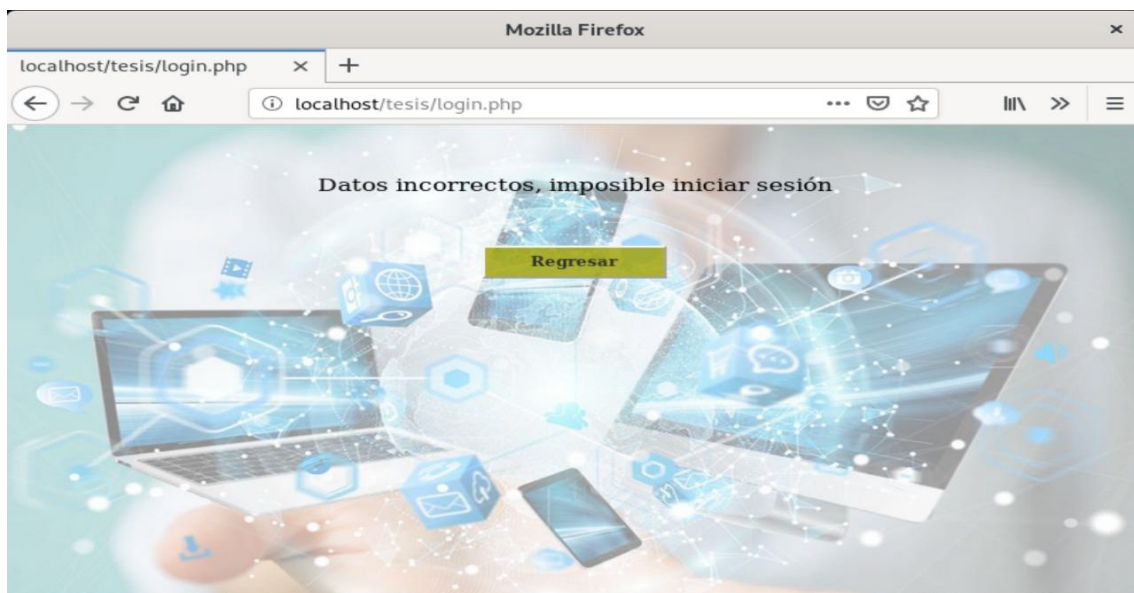 Mozilla Firefox
localhost/tesis/login.php
localhost/tesis/login.php
Datos incorrectos, imposible iniciar sesión
Regresar